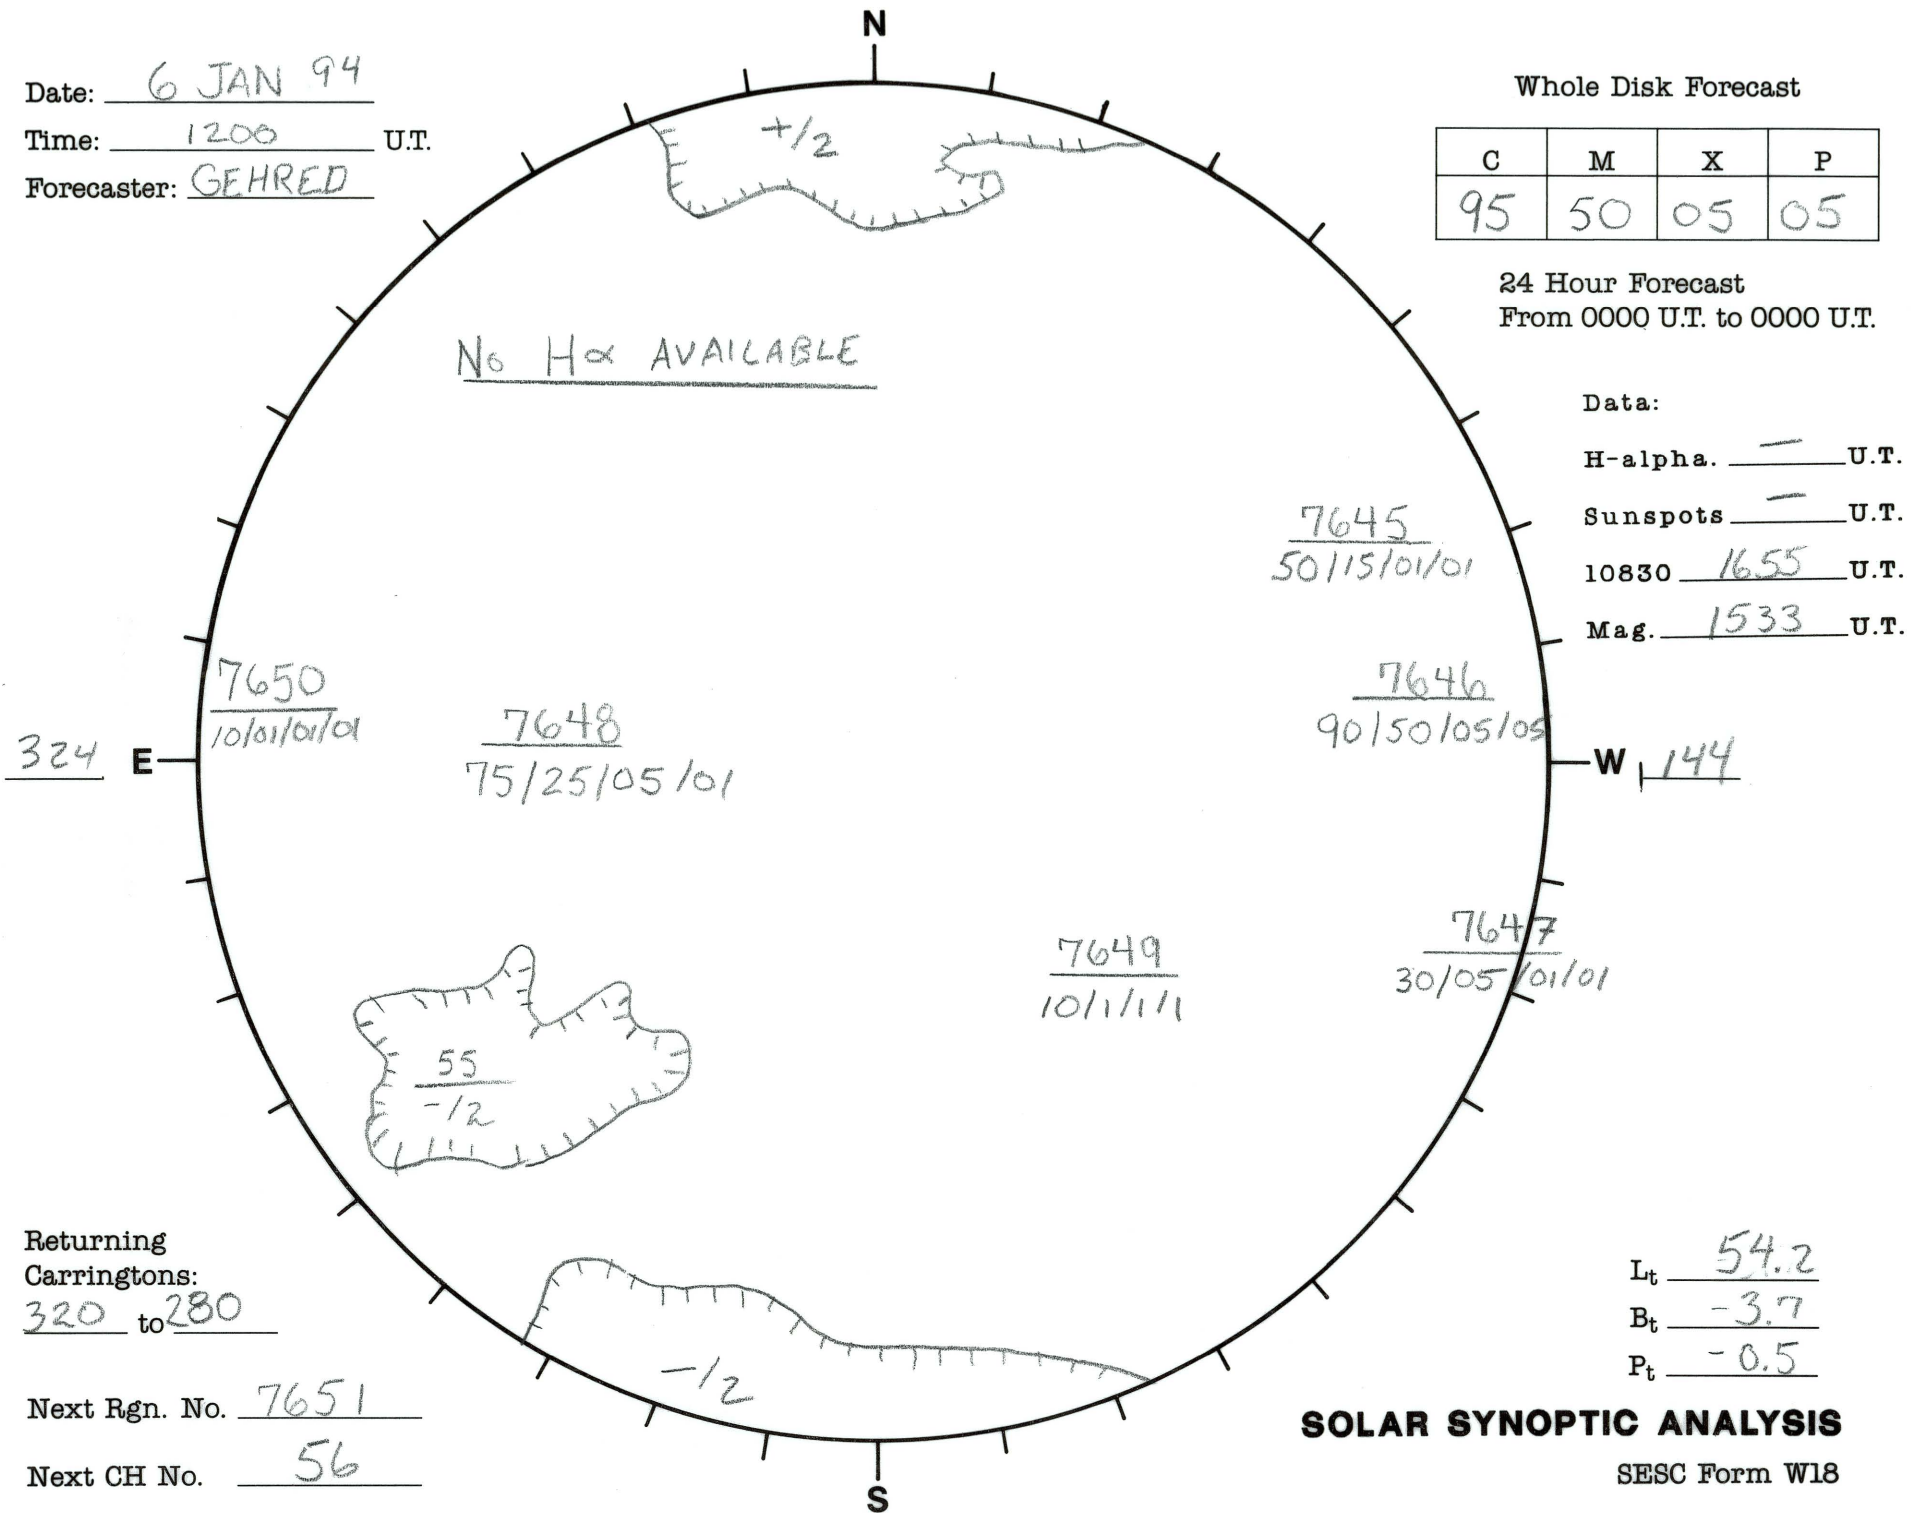 N
Date: 6 JAN 94
Time: 1200 U.T.
Forecaster: GEHRED
Whole Disk Forecast
C M X P
95 50 05 05
24 Hour Forecast
From 0000 U.T. to 0000 U.T.
+/2
No Hα AVAILABLE
Data:
H-alpha. — U.T.
Sunspots — U.T.
10830 1655 U.T.
Mag. 1533 U.T.
7645
50/15/01/01
7650
10/01/01/01
7648
75/25/05/01
7646
90/50/05/05
324 E
W 144
7649
10/1/1/1
7647
30/05/01/01
55
-/2
-/2
Returning
Carringtons:
320 to 280
Next Rgn. No. 7651
Next CH No. 56
Lt 54.2
Bt -3.7
Pt -0.5
SOLAR SYNOPTIC ANALYSIS
SESC Form W18
S